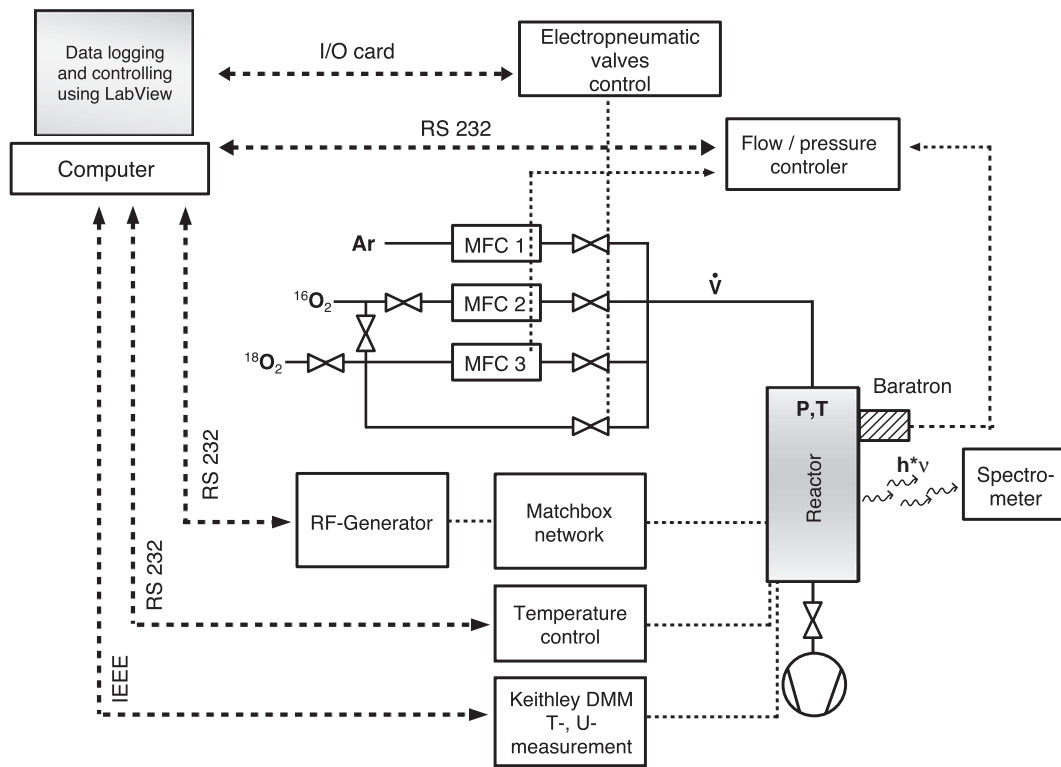 Data logging
and controlling
using LabView
Computer
I/O card
Electropneumatic
valves
control
RS 232
Flow / pressure
controler
Ar
MFC 1
¹⁶O₂
MFC 2
V̇
¹⁸O₂
MFC 3
Baratron
P,T
Reactor
h*ν
Spectro-
meter
RS 232
RF-Generator
Matchbox
network
RS 232
Temperature
control
IEEE
Keithley DMM
T-, U-
measurement